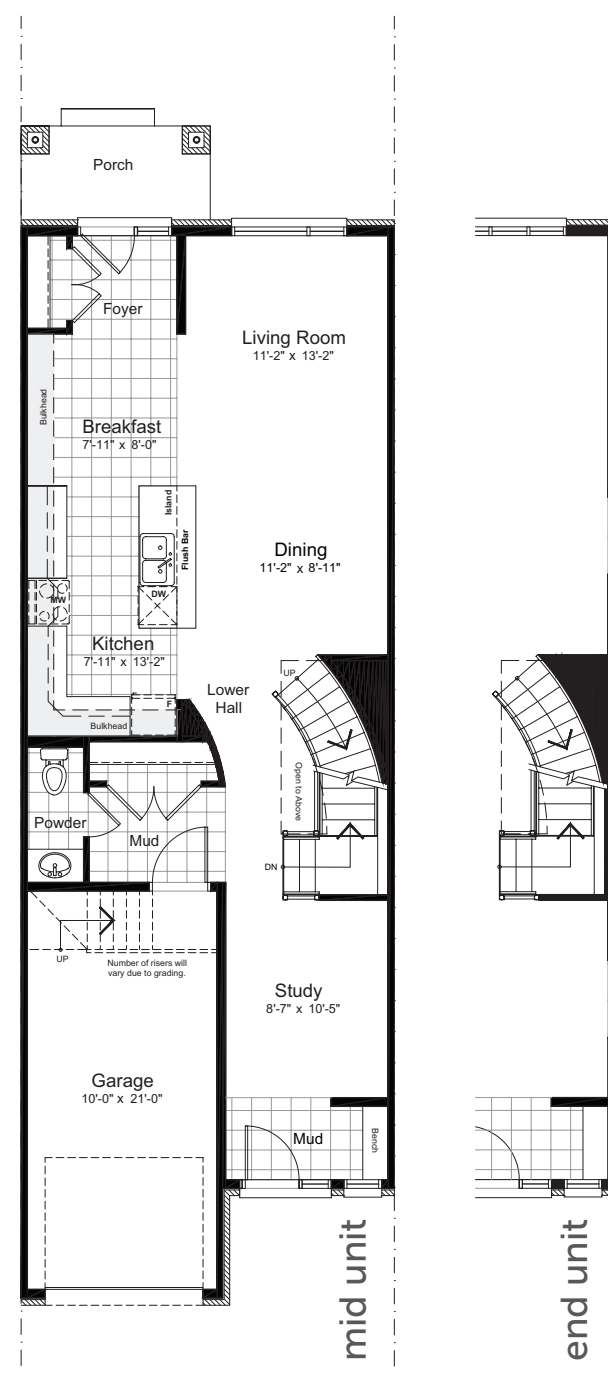 Porch
Foyer
Living Room
11'-2" x 13'-2"
Bulkhead
Breakfast
7'-11" x 8'-0"
Island
Flush Bar
Dining
11'-2" x 8'-11"
MW
DW
Kitchen
7'-11" x 13'-2"
UP
Lower
Hall
F
Bulkhead
Open to Above
Powder
Mud
DN
UP
Number of risers will
vary due to grading.
Study
8'-7" x 10'-5"
Garage
10'-0" x 21'-0"
Mud
Bench
mid unit
end unit